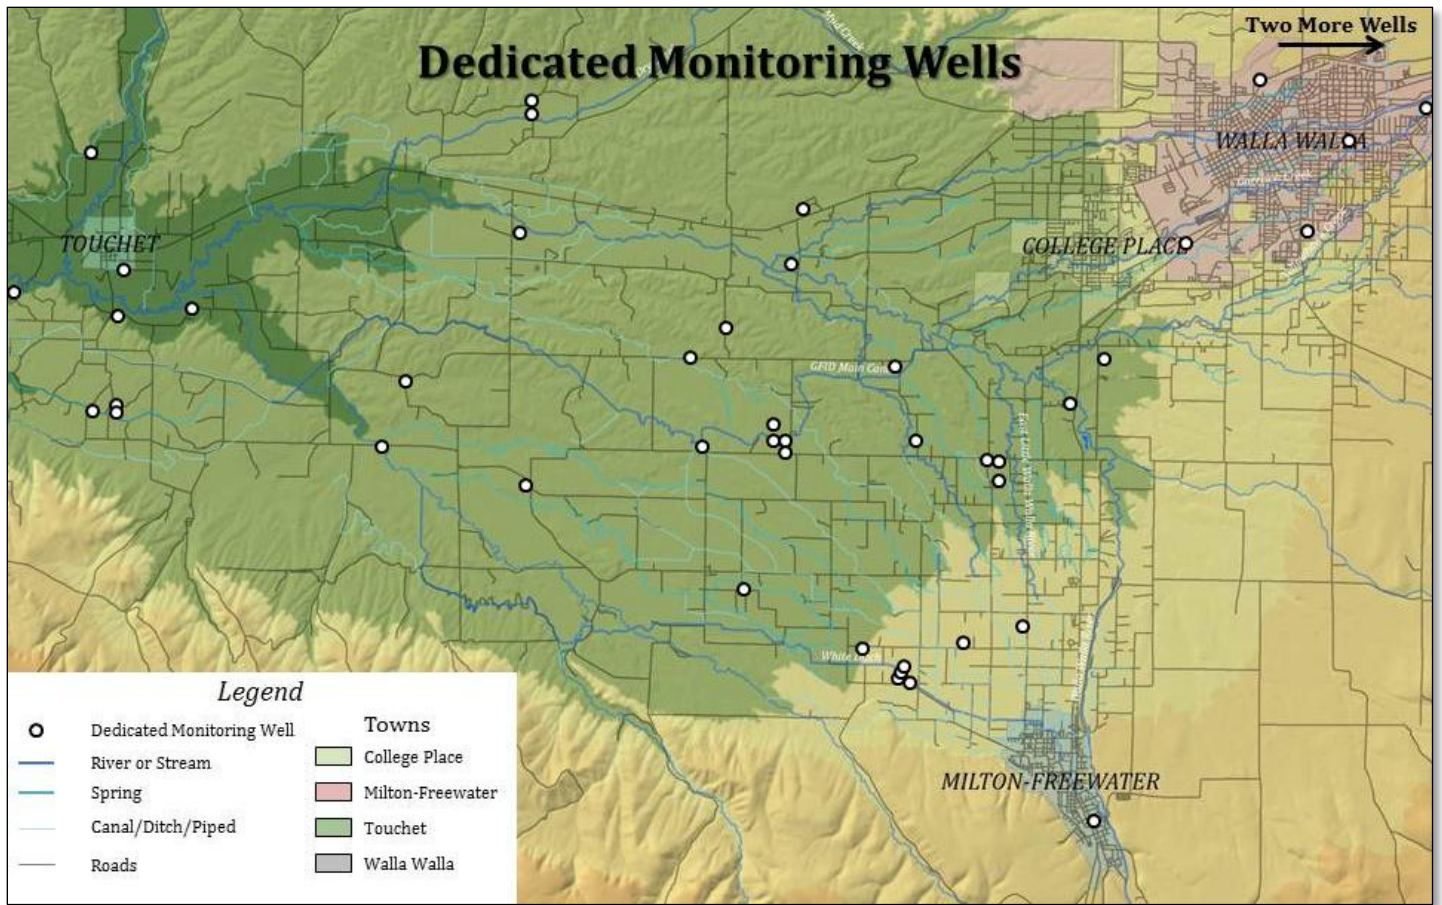 Two More Wells
Dedicated Monitoring Wells
Mud Creek
WALLA WALLA
TOUCHET
COLLEGE PLACE
GFID Main Canal
White Ditch
MILTON-FREEWATER
Legend
Dedicated Monitoring Well
River or Stream
Spring
Canal/Ditch/Piped
Roads
Towns
College Place
Milton-Freewater
Touchet
Walla Walla